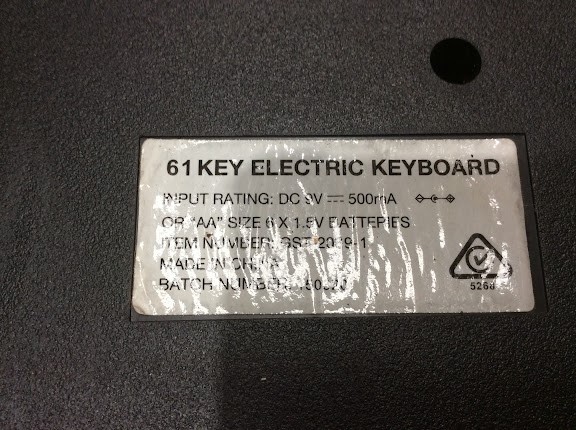 61 KEY ELECTRIC KEYBOARD
INPUT RATING: DC 9V ⎓ 500mA
OR "AA" SIZE 6 X 1.5V BATTERIES
ITEM NUMBER:
MADE IN CHINA
BATCH NUMBER:
5268